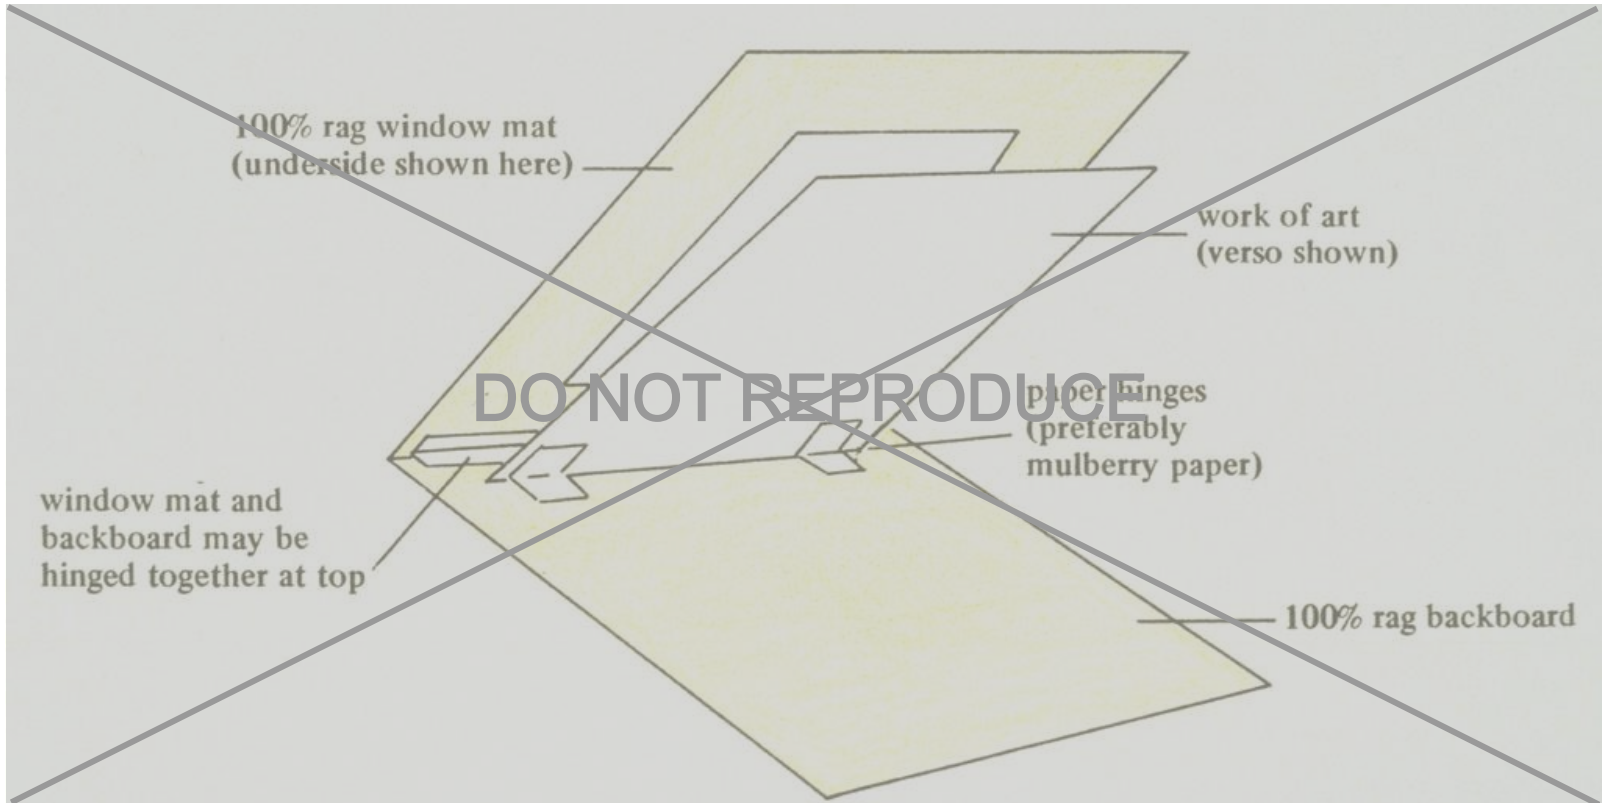 100% rag window mat
(underside shown here)
work of art
(verso shown)
DO NOT REPRODUCE
paper hinges
(preferably
mulberry paper)
window mat and
backboard may be
hinged together at top
100% rag backboard